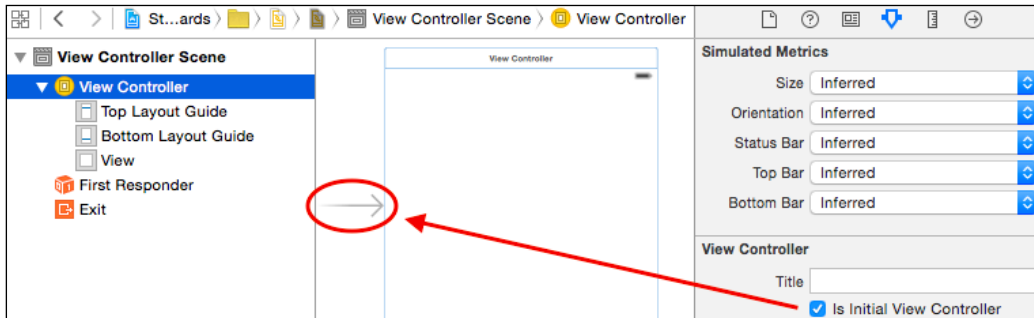 St...ards View Controller Scene View Controller
View Controller Scene
View Controller
Top Layout Guide
Bottom Layout Guide
View
First Responder
Exit
View Controller
Simulated Metrics
Size Inferred
Orientation Inferred
Status Bar Inferred
Top Bar Inferred
Bottom Bar Inferred
View Controller
Title
Is Initial View Controller